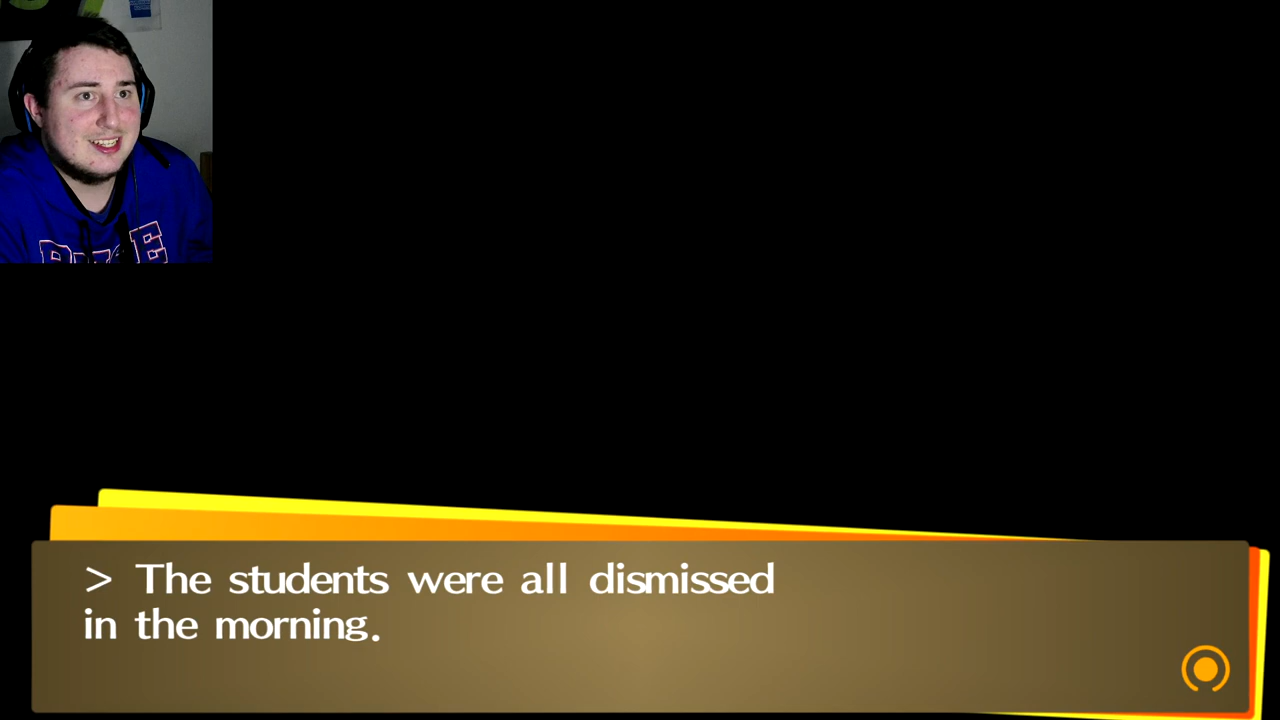 > The students were all dismissed
in the morning.